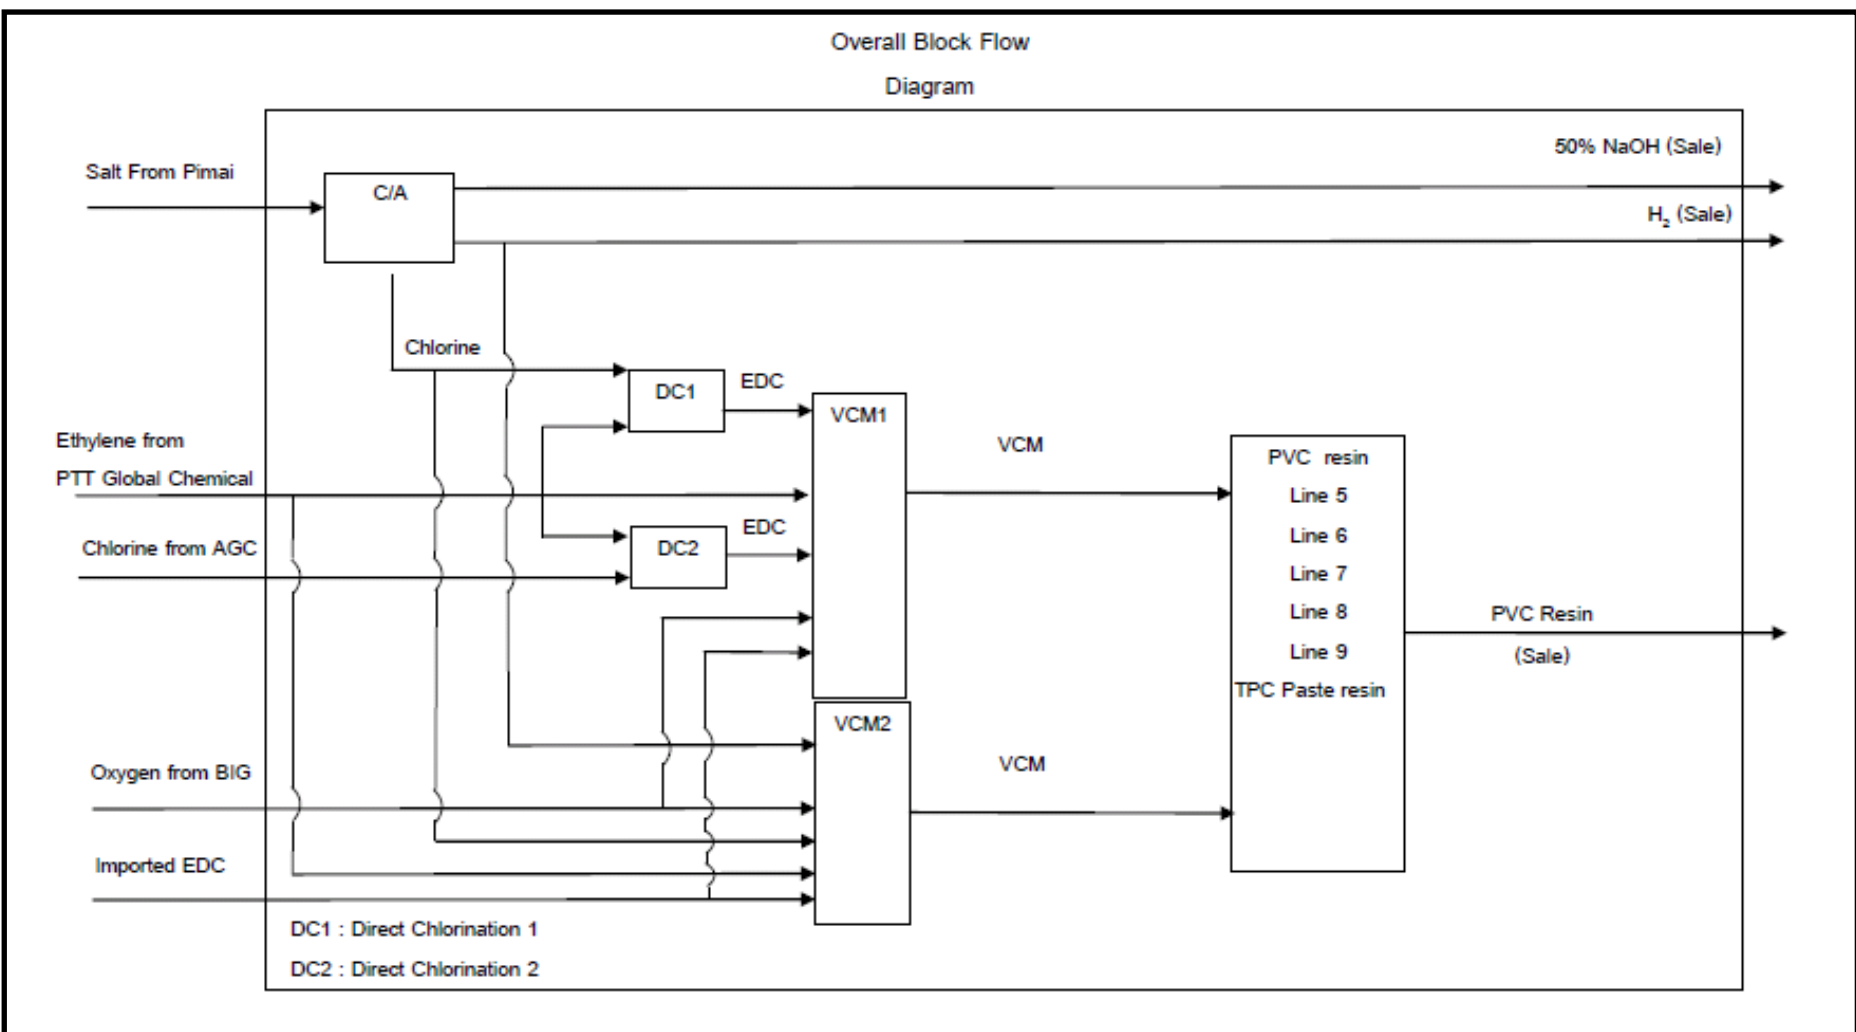 Overall Block Flow
Diagram
50% NaOH (Sale)
Salt From Pimai
C/A
H₂ (Sale)
Chlorine
DC1
EDC
VCM1
Ethylene from
PTT Global Chemical
VCM
PVC resin
Line 5
Line 6
Line 7
Line 8
Line 9
TPC Paste resin
Chlorine from AGC
DC2
EDC
PVC Resin
(Sale)
VCM2
VCM
Oxygen from BIG
Imported EDC
DC1 : Direct Chlorination 1
DC2 : Direct Chlorination 2